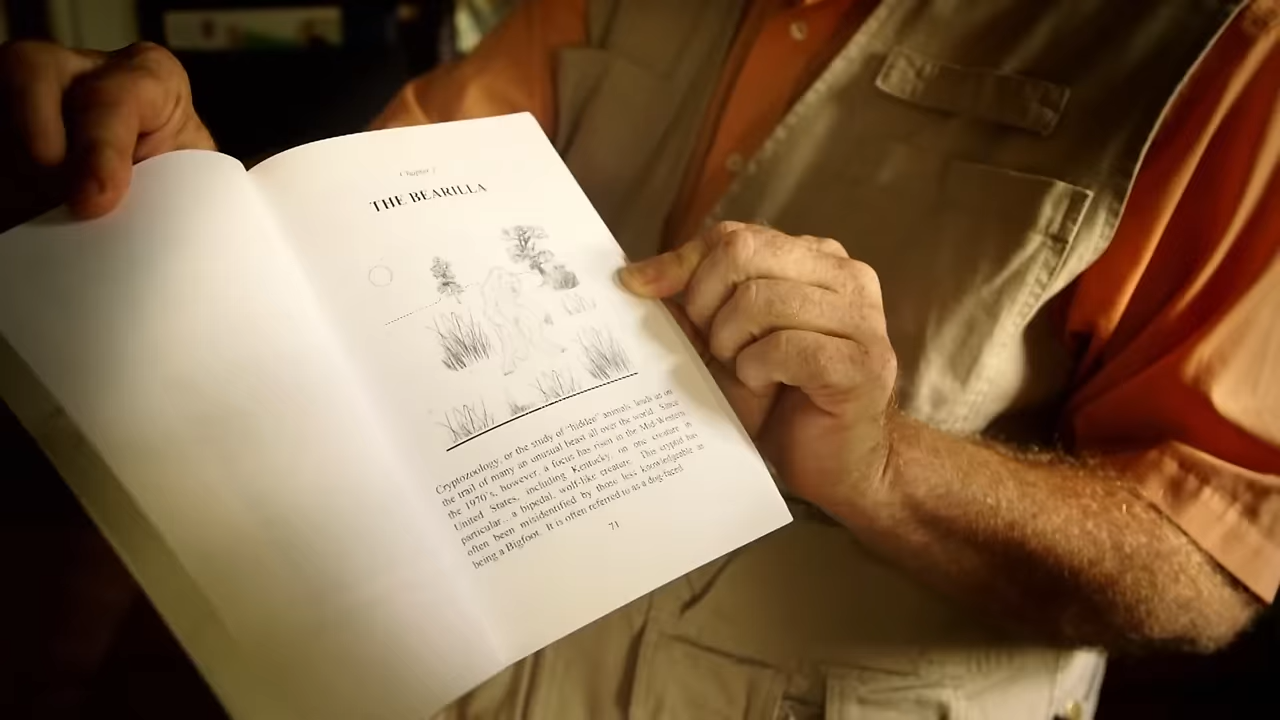 Chapter 7
THE BEARILLA
Cryptozoology, or the study of "hidden" animals, leads us on
the trail of many an unusual beast all over the world. Since
the 1970's, however, a focus has risen in the Mid-Western
United States, including Kentucky, on one creature in
particular...a bipedal, wolf-like creature. This cryptid has
often been misidentified by those less knowledgeable as
being a Bigfoot. It is often referred to as a dog-faced
71